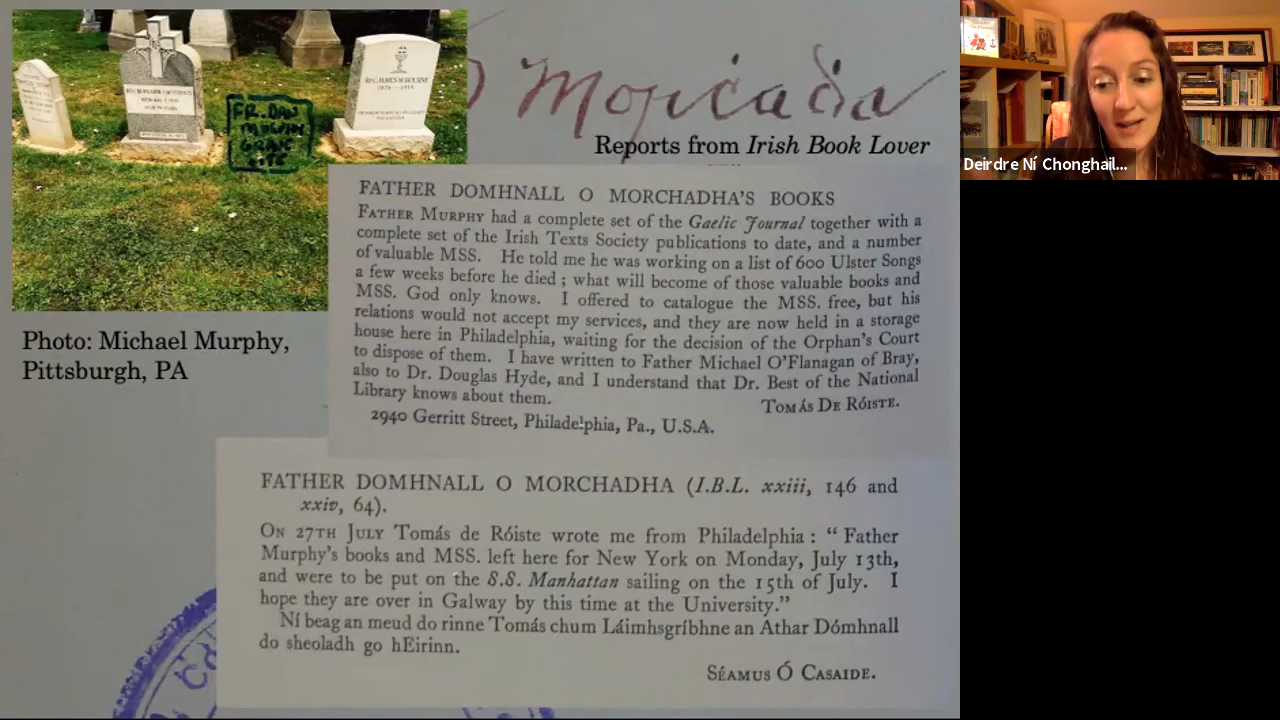 FR. DAN
MURPHY
GRAVE
SITE
REV. JAMES M. BOURKE
Ó Morċaḋa
Reports from Irish Book Lover
Deirdre Ní Chonghail...
FATHER DOMHNALL O MORCHADHA'S BOOKS
FATHER MURPHY had a complete set of the Gaelic Journal together with a
complete set of the Irish Texts Society publications to date, and a number
of valuable MSS. He told me he was working on a list of 600 Ulster Songs
a few weeks before he died ; what will become of those valuable books and
MSS. God only knows. I offered to catalogue the MSS. free, but his
relations would not accept my services, and they are now held in a storage
house here in Philadelphia, waiting for the decision of the Orphan's Court
to dispose of them. I have written to Father Michael O'Flanagan of Bray,
also to Dr. Douglas Hyde, and I understand that Dr. Best of the National
Library knows about them.
TOMÁS DE RÓISTE.
2940 Gerritt Street, Philadelphia, Pa., U.S.A.
Photo: Michael Murphy,
Pittsburgh, PA
FATHER DOMHNALL O MORCHADHA (I.B.L. xxiii, 146 and
xxiv, 64).
ON 27TH JULY Tomás de Róiste wrote me from Philadelphia : " Father
Murphy's books and MSS. left here for New York on Monday, July 13th,
and were to be put on the S.S. Manhattan sailing on the 15th of July. I
hope they are over in Galway by this time at the University."
Ní beag an meud do rinne Tomás chum Láimhsgríbhne an Athar Dómhnall
do sheoladh go hEirinn.
SÉAMUS Ó CASAIDE.